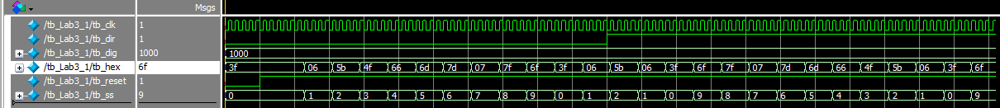 Msgs
/tb_Lab3_1/tb_clk 1
/tb_Lab3_1/tb_dir 1
/tb_Lab3_1/tb_dig 1000 1000
/tb_Lab3_1/tb_hex 6f 3f 06 5b 4f 66 6d 7d 07 7f 6f 3f 06 5b 06 3f 6f 7f 07 7d 6d 66 4f 5b 06 3f 6f
/tb_Lab3_1/tb_reset 1
/tb_Lab3_1/tb_ss 9 0 1 2 3 4 5 6 7 8 9 0 1 2 1 0 9 8 7 6 5 4 3 2 1 0 9